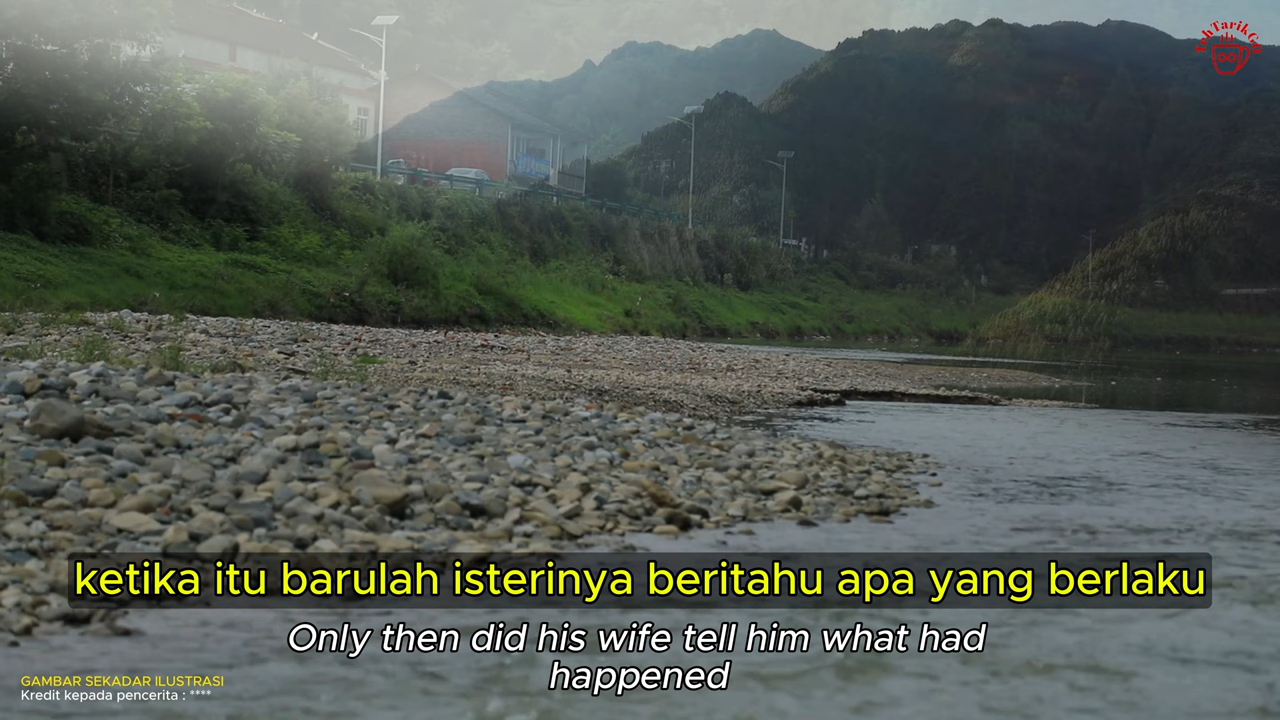 TehTarikGo
ketika itu barulah isterinya beritahu apa yang berlaku
Only then did his wife tell him what had
happened
GAMBAR SEKADAR ILUSTRASI
Kredit kepada pencerita : ****